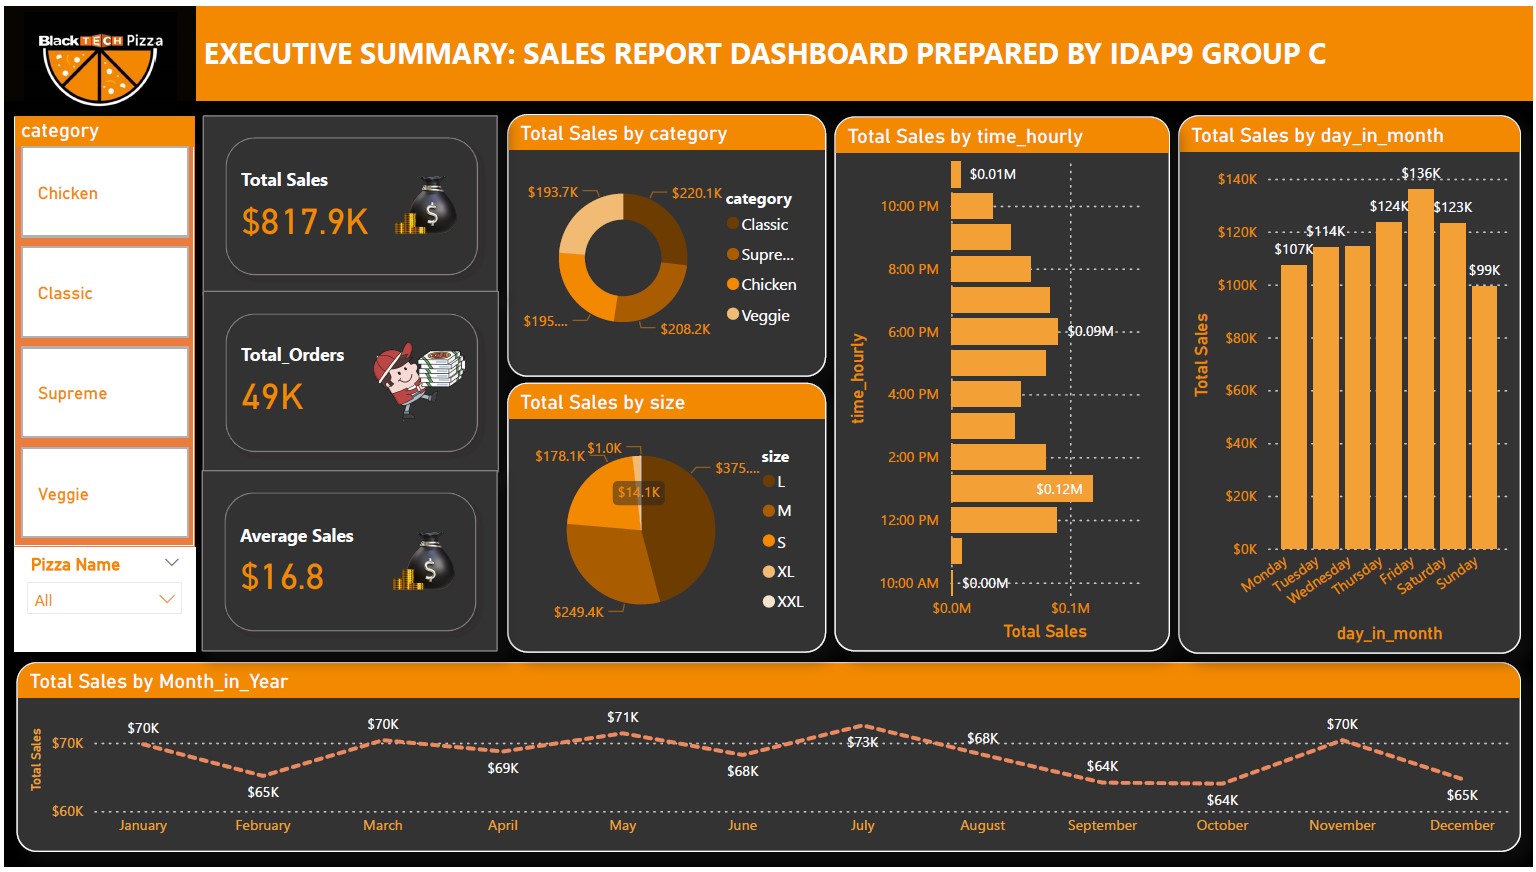 BlackTECH Pizza
EXECUTIVE SUMMARY: SALES REPORT DASHBOARD PREPARED BY IDAP9 GROUP C
category
Chicken
Classic
Supreme
Veggie
Pizza Name
All
Total Sales
$817.9K
$
Total_Orders
49K
Average Sales
$16.8
$
Total Sales by category
$193.7K
$220.1K
$195....
$208.2K
category
Classic
Supre...
Chicken
Veggie
Total Sales by size
$178.1K
$1.0K
$375....
$14.1K
$249.4K
size
L
M
S
XL
XXL
Total Sales by time_hourly
time_hourly
$0.01M
10:00 PM
8:00 PM
6:00 PM
$0.09M
4:00 PM
2:00 PM
$0.12M
12:00 PM
10:00 AM
$0.00M
$0.0M
$0.1M
Total Sales
Total Sales by day_in_month
Total Sales
$140K
$120K
$100K
$80K
$60K
$40K
$20K
$0K
$107K
$114K
$124K
$136K
$123K
$99K
Monday
Tuesday
Wednesday
Thursday
Friday
Saturday
Sunday
day_in_month
Total Sales by Month_in_Year
Total Sales
$70K
$60K
$70K
$65K
$70K
$69K
$71K
$68K
$73K
$68K
$64K
$64K
$70K
$65K
January
February
March
April
May
June
July
August
September
October
November
December